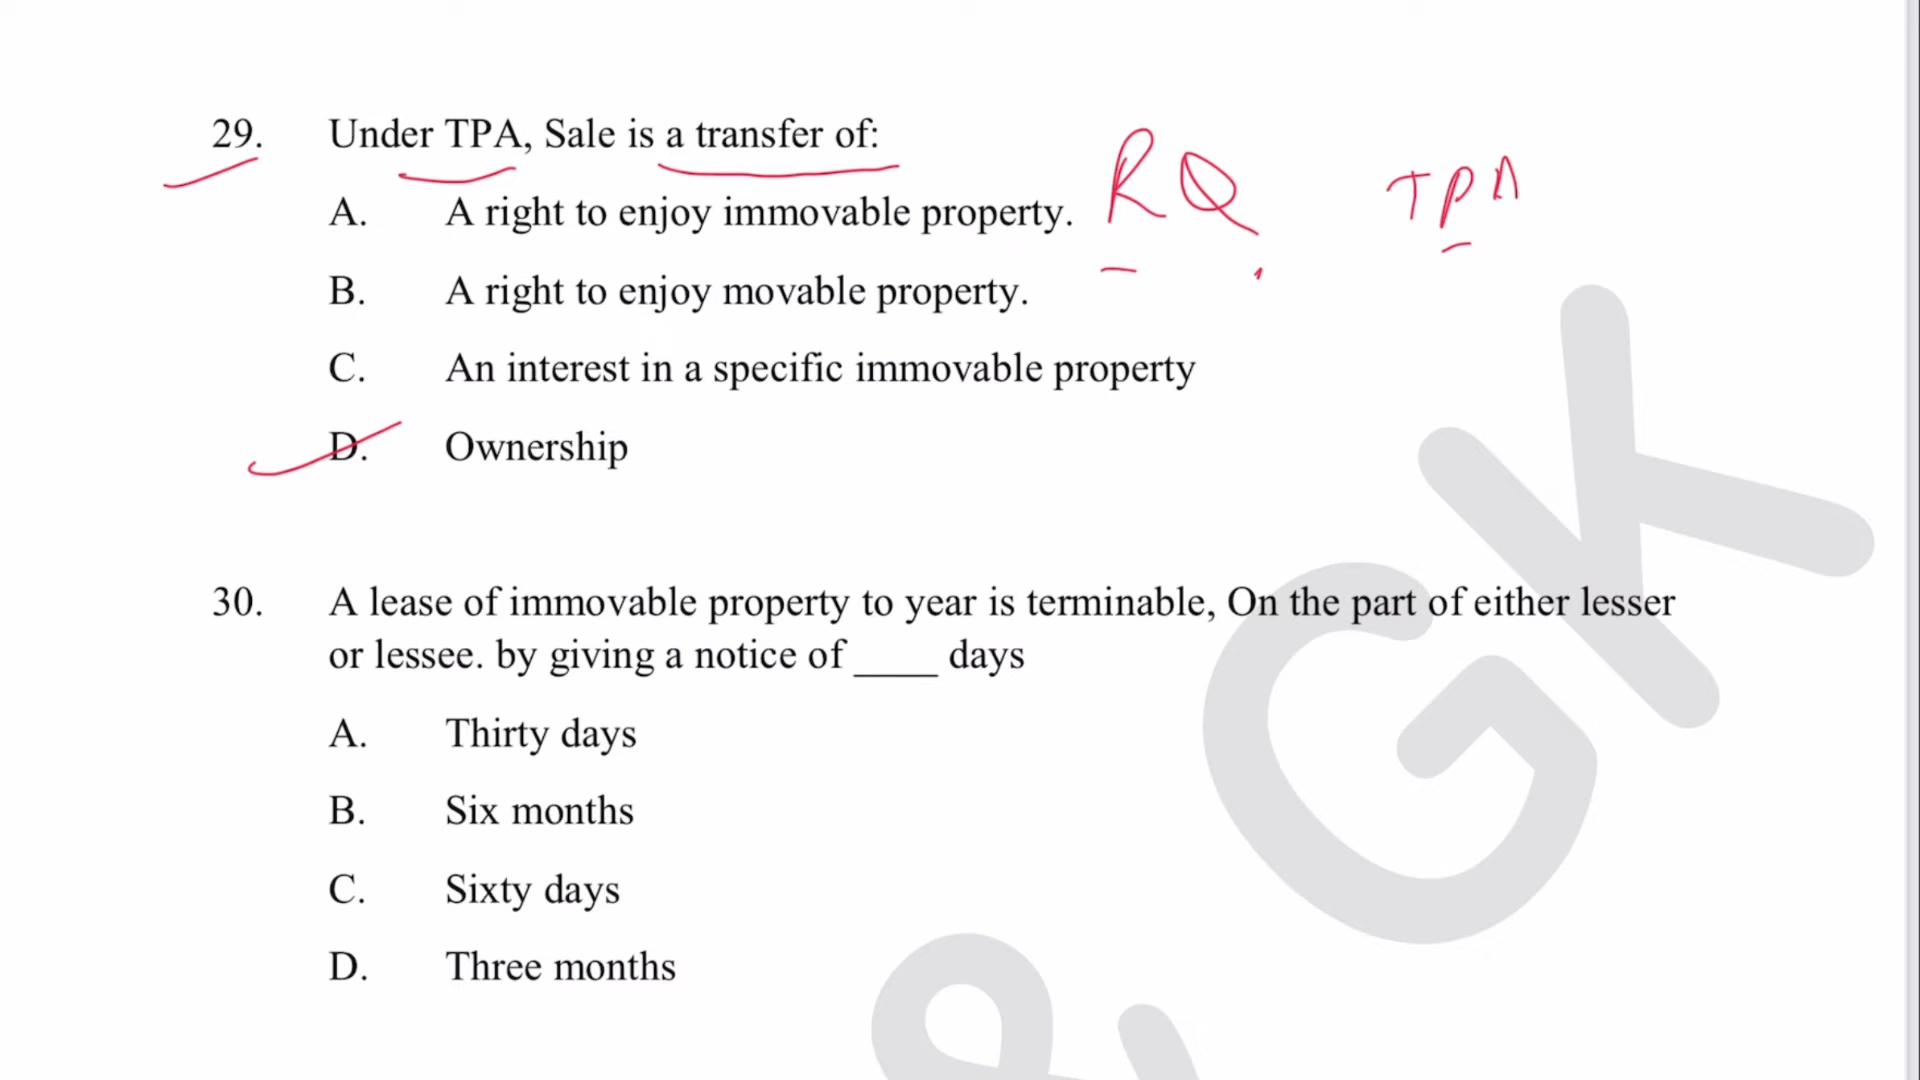 29. Under TPA, Sale is a transfer of:
A. A right to enjoy immovable property.
RQ
TPA
B. A right to enjoy movable property.
C. An interest in a specific immovable property
D. Ownership
30. A lease of immovable property to year is terminable, On the part of either lesser
or lessee. by giving a notice of ____ days
A. Thirty days
B. Six months
C. Sixty days
D. Three months
& GK